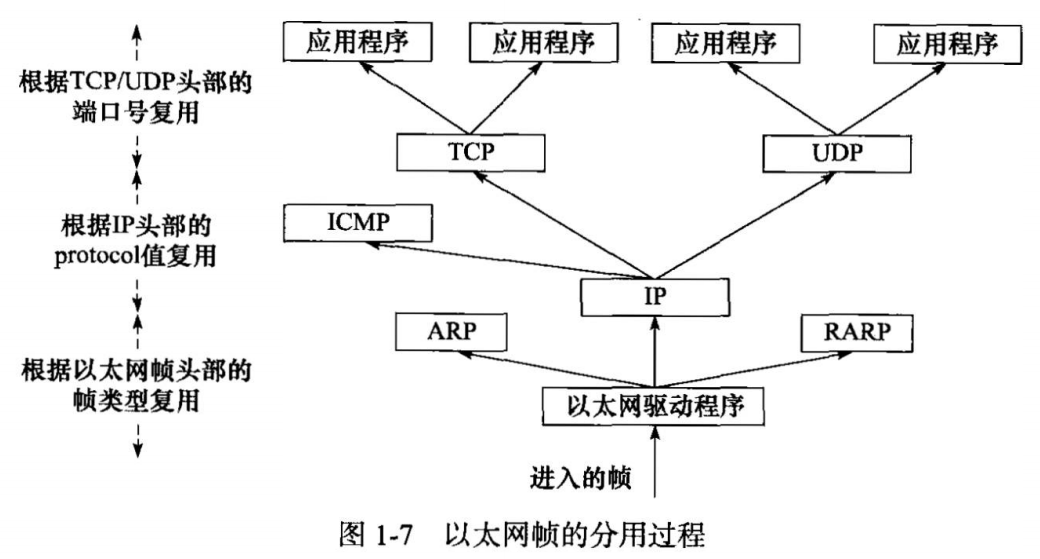 应用程序 应用程序 应用程序 应用程序
根据TCP/UDP头部的
端口号复用
TCP UDP
根据IP头部的
protocol值复用
ICMP
IP
ARP RARP
根据以太网帧头部的
帧类型复用
以太网驱动程序
进入的帧
图 1-7 以太网帧的分用过程